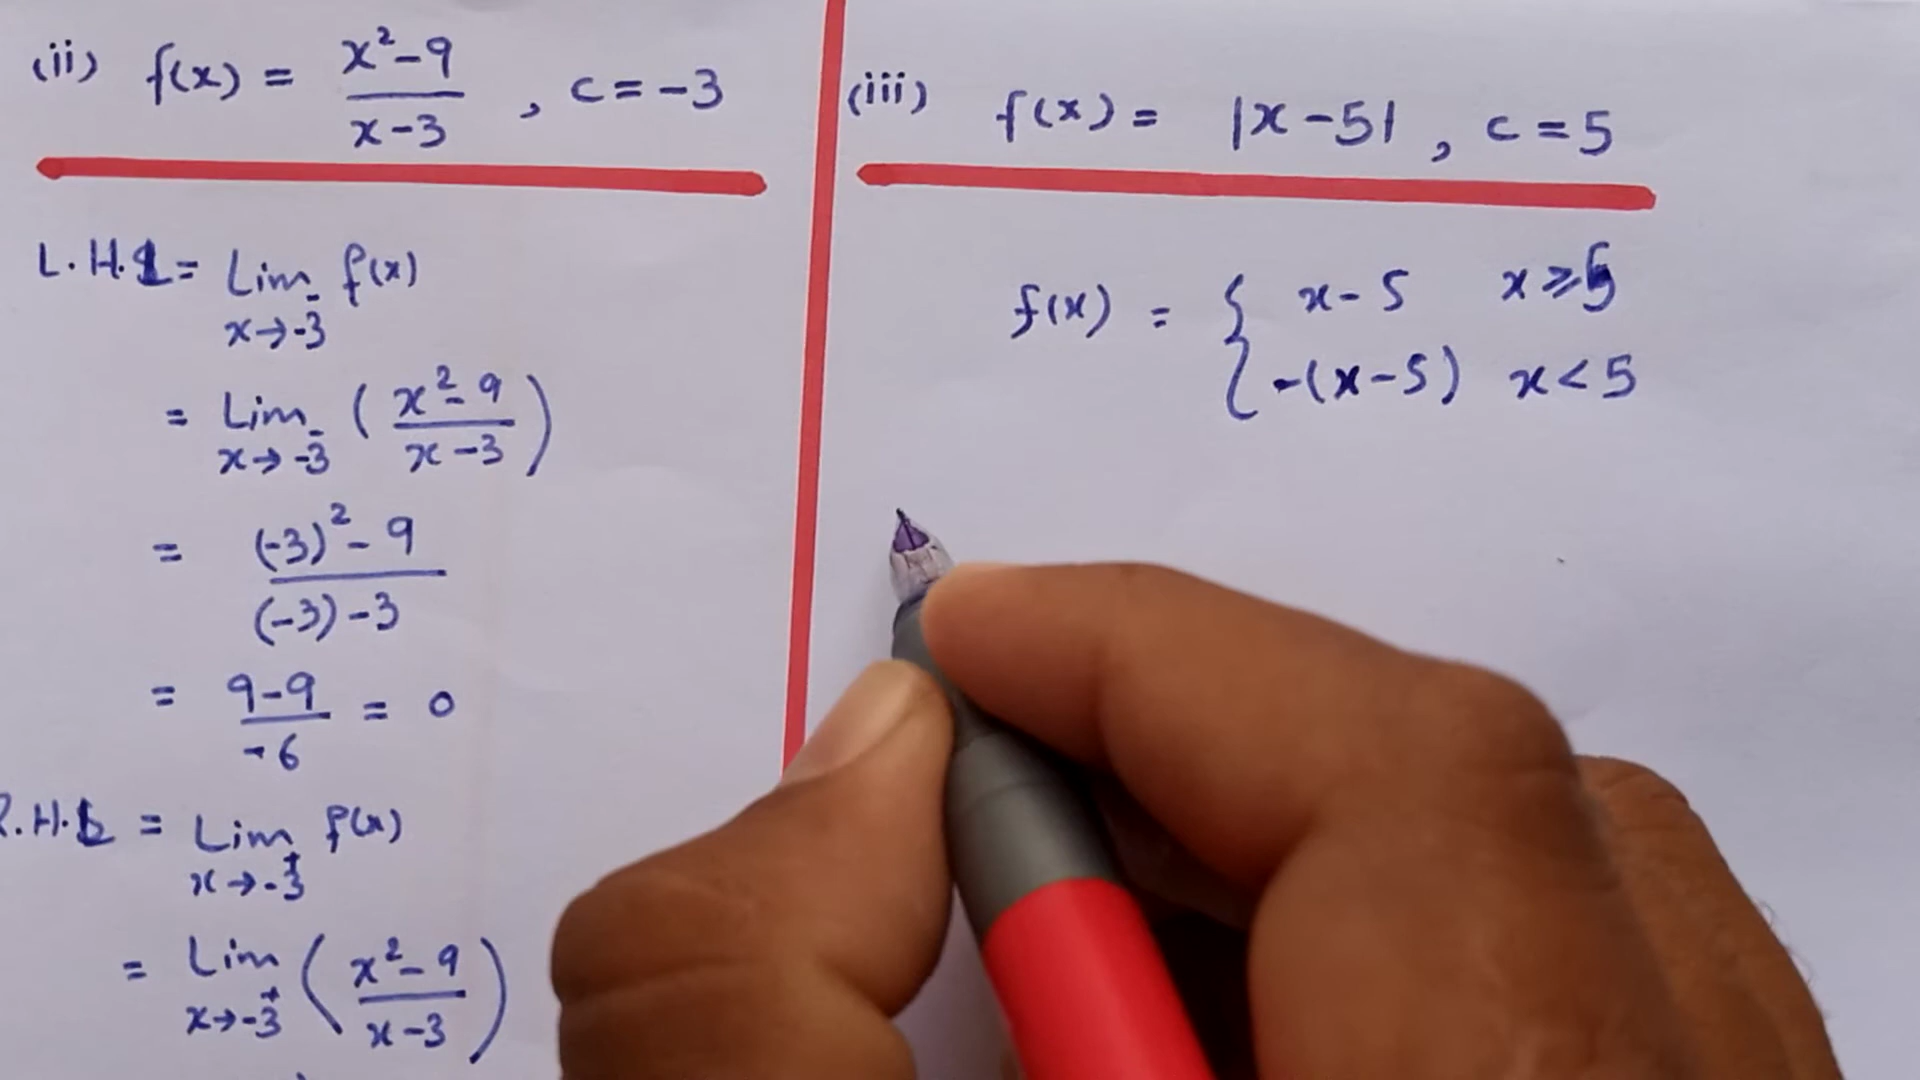 (ii) f(x) = x²-9 / x-3 , c = -3
L.H.L = Lim x→-3⁻ f(x)
= Lim x→-3⁻ (x²-9 / x-3)
= (-3)²-9 / (-3)-3
= 9-9 / -6 = 0
R.H.L = Lim x→-3⁺ f(x)
= Lim x→-3⁺ (x²-9 / x-3)
(iii) f(x) = |x-5| , c = 5
f(x) = { x-5 x≥5
-(x-5) x<5